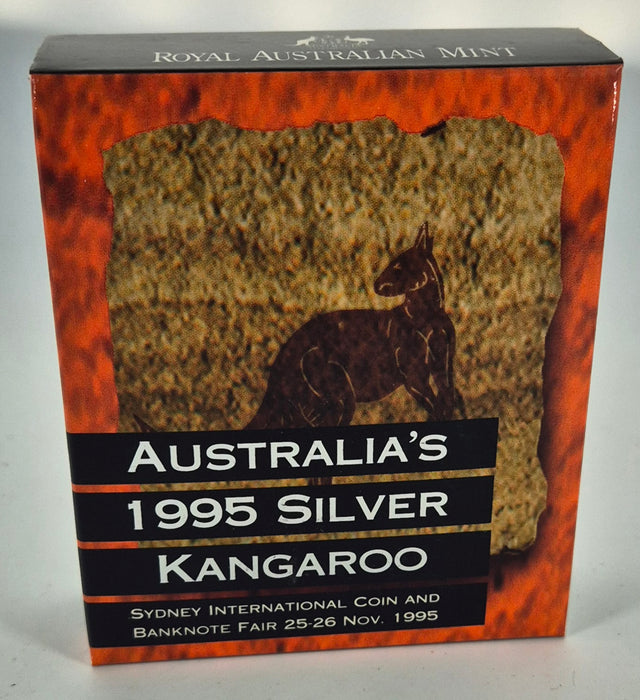 ROYAL AUSTRALIAN MINT
AUSTRALIA'S
1995 SILVER
KANGAROO
SYDNEY INTERNATIONAL COIN AND
BANKNOTE FAIR 25-26 NOV. 1995